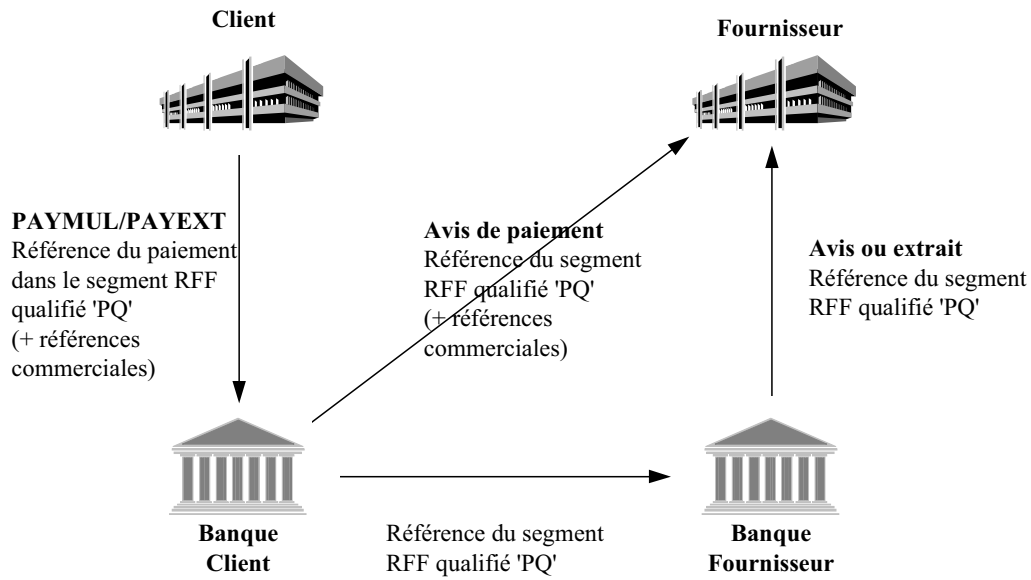 Client
Fournisseur
PAYMUL/PAYEXT
Référence du paiement
dans le segment RFF
qualifié 'PQ'
(+ références
commerciales)
Avis de paiement
Référence du segment
RFF qualifié 'PQ'
(+ références
commerciales)
Avis ou extrait
Référence du segment
RFF qualifié 'PQ'
Banque
Client
Référence du segment
RFF qualifié 'PQ'
Banque
Fournisseur